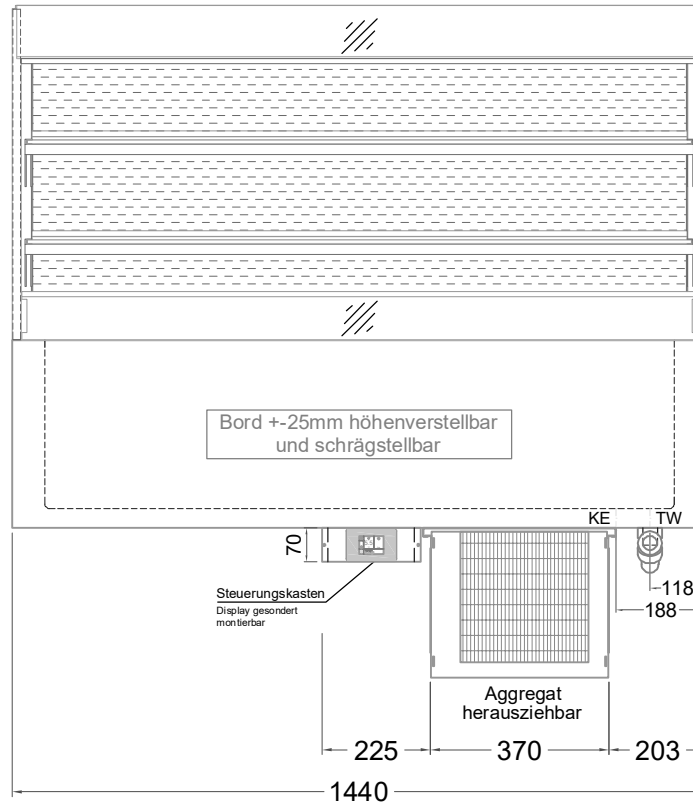 Bord +-25mm höhenverstellbar
und schrägstellbar
KE
TW
70
118
188
Steuerungskasten
Display gesondert
montierbar
Aggregat
herausziehbar
225
370
203
1440